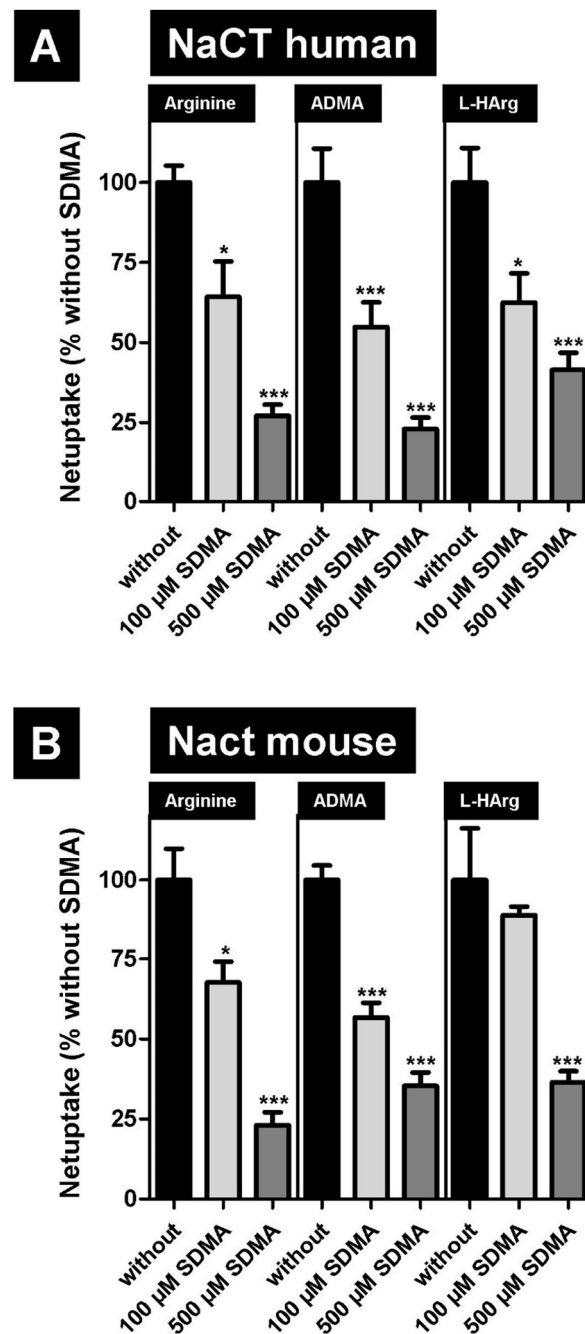 A
NaCT human
Arginine
ADMA
L-HArg
Netuptake (% without SDMA)
100
75
50
25
0
*
***
***
***
*
***
without
100 µM SDMA
500 µM SDMA
without
100 µM SDMA
500 µM SDMA
without
100 µM SDMA
500 µM SDMA
B
Nact mouse
Arginine
ADMA
L-HArg
Netuptake (% without SDMA)
100
75
50
25
0
*
***
***
***
***
without
100 µM SDMA
500 µM SDMA
without
100 µM SDMA
500 µM SDMA
without
100 µM SDMA
500 µM SDMA